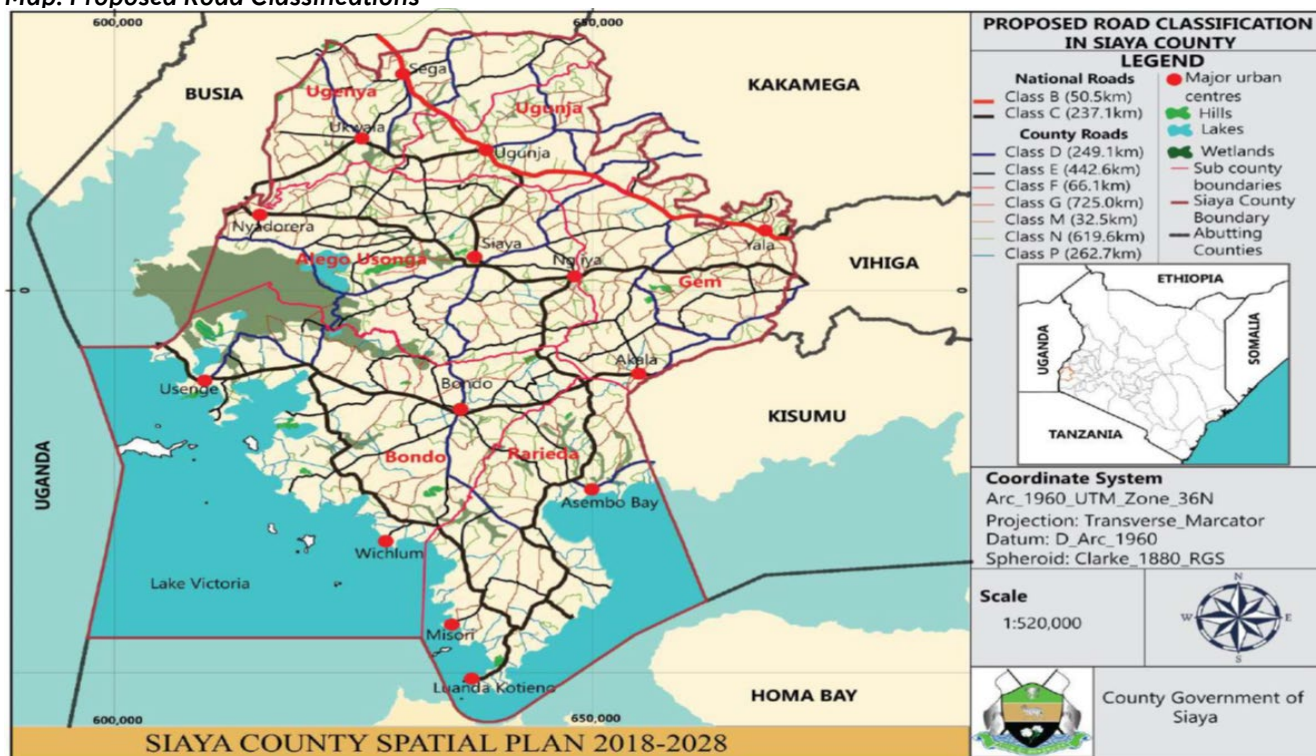 Map: Proposed Road Classifications
600,000
650,000
BUSIA
KAKAMEGA
Sega
Ugenya
Ugunja
Ukwala
Ugunja
Nyadorera
Siaya
Yala
Alego Usonga
Ng'iya
VIHIGA
Gem
0
0
Usenge
Akala
Bondo
KISUMU
Bondo
Rarieda
UGANDA
Asembo Bay
Wichlum
Lake Victoria
Misori
Luanda Kotieno
HOMA BAY
600,000
650,000
SIAYA COUNTY SPATIAL PLAN 2018-2028
PROPOSED ROAD CLASSIFICATION
IN SIAYA COUNTY
LEGEND
National Roads
Class B (50.5km)
Class C (237.1km)
County Roads
Class D (249.1km)
Class E (442.6km)
Class F (66.1km)
Class G (725.0km)
Class M (32.5km)
Class N (619.6km)
Class P (262.7km)
Major urban
centres
Hills
Lakes
Wetlands
Sub county
boundaries
Siaya County
Boundary
Abutting
Counties
ETHIOPIA
UGANDA
SOMALIA
TANZANIA
Coordinate System
Arc_1960_UTM_Zone_36N
Projection: Transverse_Marcator
Datum: D_Arc_1960
Spheroid: Clarke_1880_RGS
Scale
1:520,000
N
W
E
S
County Government of
Siaya